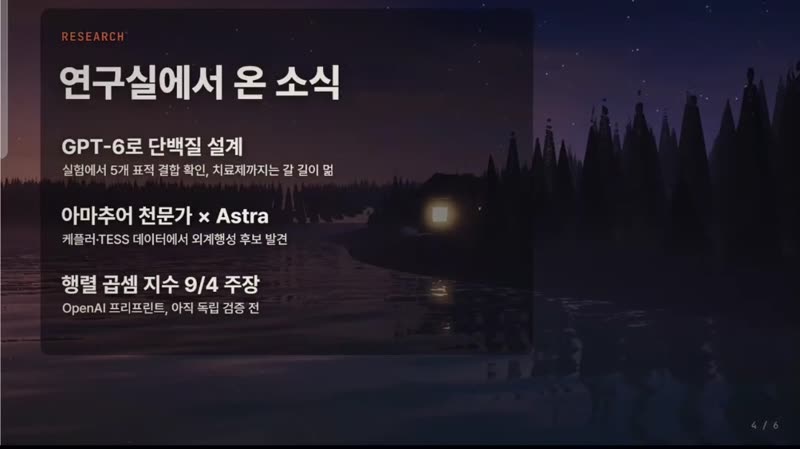 RESEARCH
연구실에서 온 소식
GPT-6로 단백질 설계
실험에서 5개 표적 결합 확인, 치료제까지는 갈 길이 멂
아마추어 천문가 × Astra
케플러·TESS 데이터에서 외계행성 후보 발견
행렬 곱셈 지수 9/4 주장
OpenAI 프리프린트, 아직 독립 검증 전
4 / 6